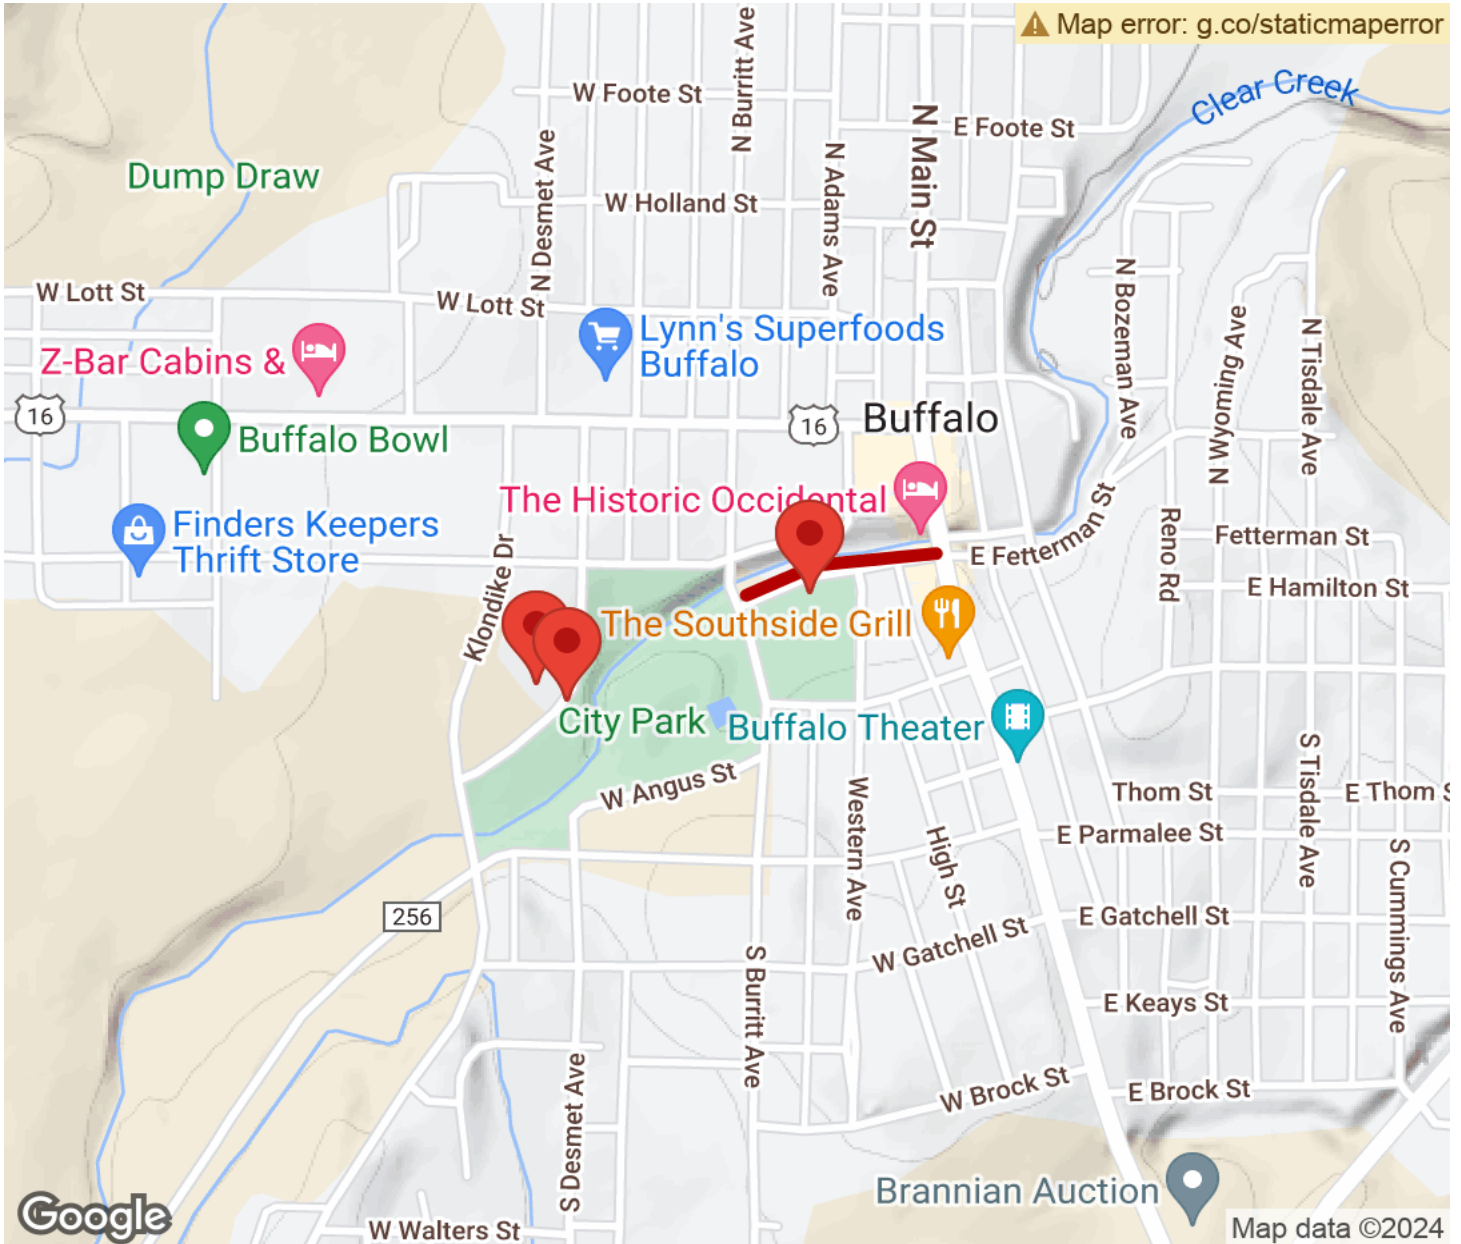 Map error: g.co/staticmaperror
W Foote St
N Burritt Ave
E Foote St
Clear Creek
Dump Draw
N Desmet Ave
W Holland St
N Adams Ave
N Main St
W Lott St
W Lott St
N Bozeman Ave
N Wyoming Ave
N Tisdale Ave
Z-Bar Cabins &
Lynn's Superfoods
Buffalo
16
16
Buffalo
Buffalo Bowl
The Historic Occidental
Finders Keepers
Thrift Store
Klondike Dr
E Fetterman St
Reno Rd
Fetterman St
E Hamilton St
The Southside Grill
City Park
Buffalo Theater
W Angus St
Western Ave
High St
Thom St
E Thom S
S Tisdale Ave
E Parmalee St
S Cummings Ave
256
E Gatchell St
W Gatchell St
S Burritt Ave
E Keays St
S Desmet Ave
W Brock St
E Brock St
Brannian Auction
Google
W Walters St
Map data ©2024